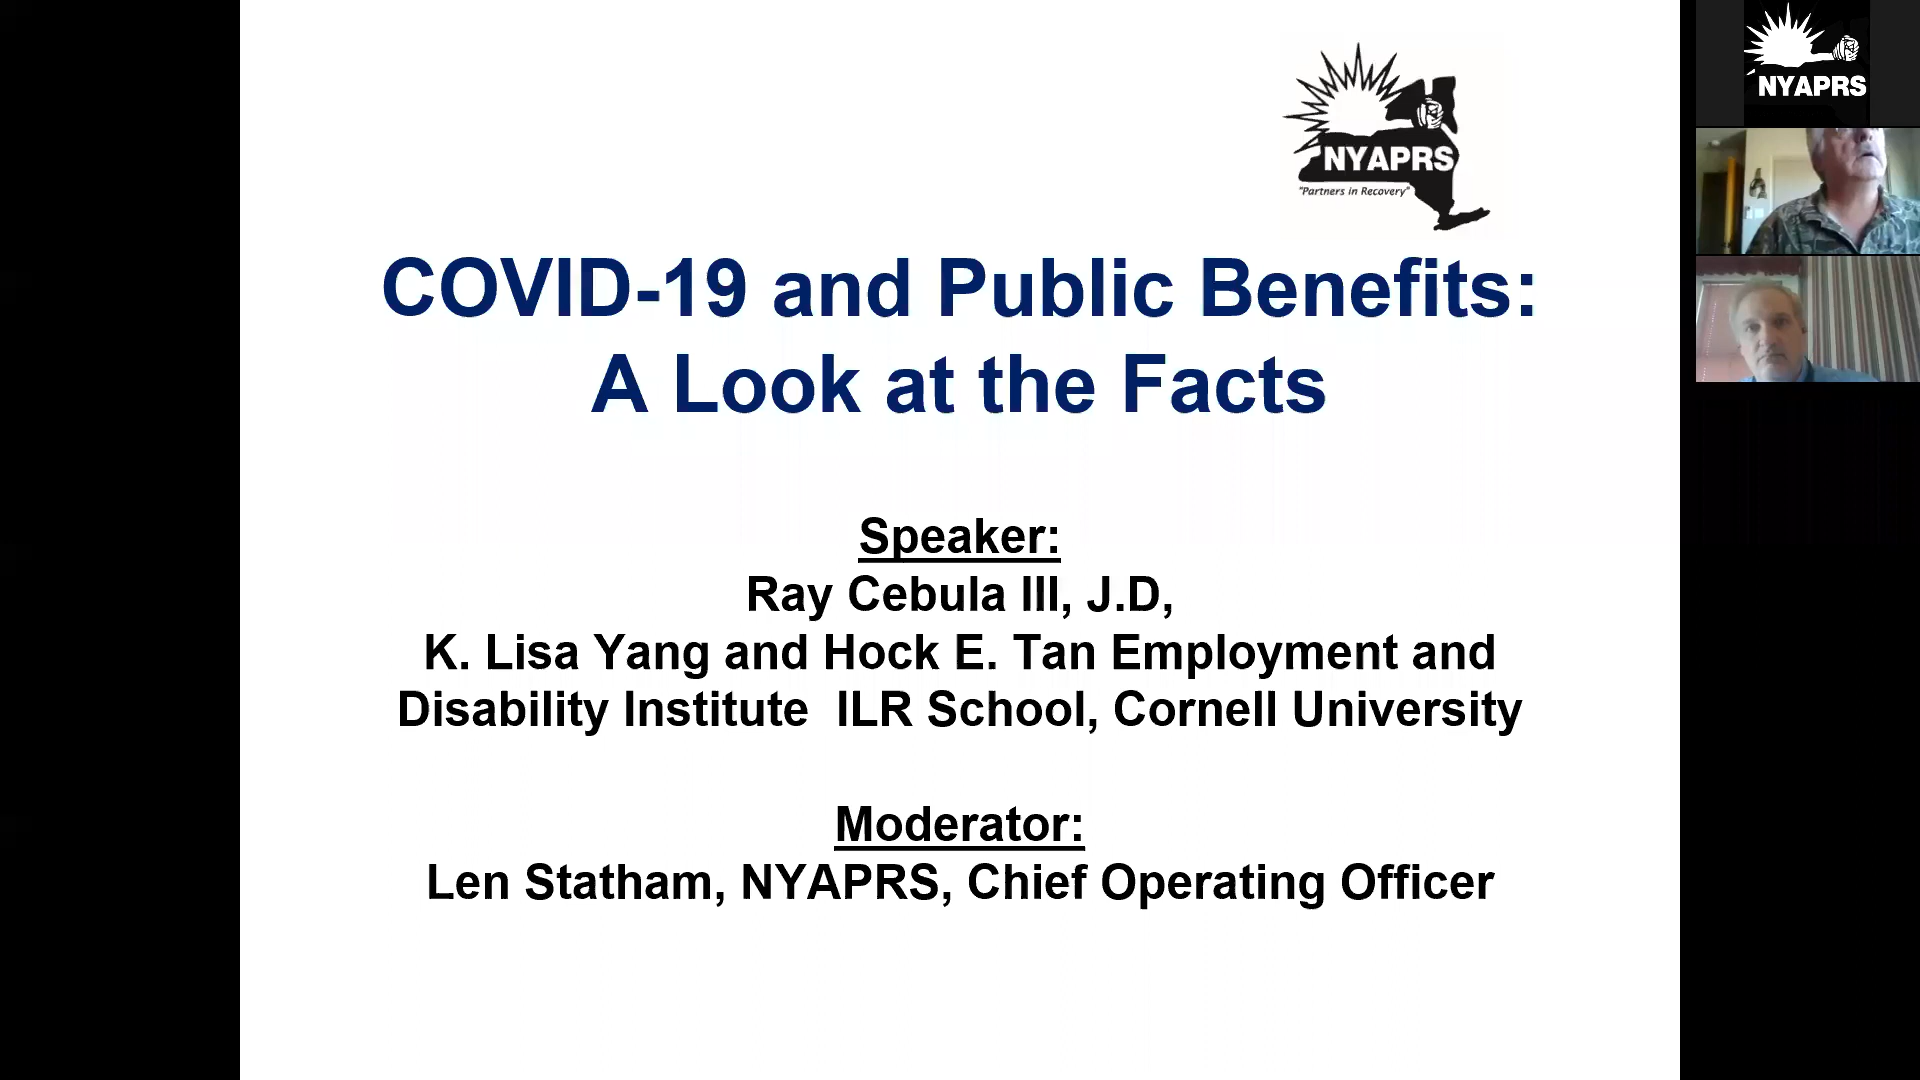 NYAPRS
"Partners in Recovery"
COVID-19 and Public Benefits:
A Look at the Facts
Speaker:
Ray Cebula III, J.D,
K. Lisa Yang and Hock E. Tan Employment and
Disability Institute  ILR School, Cornell University
Moderator:
Len Statham, NYAPRS, Chief Operating Officer
NYAPRS